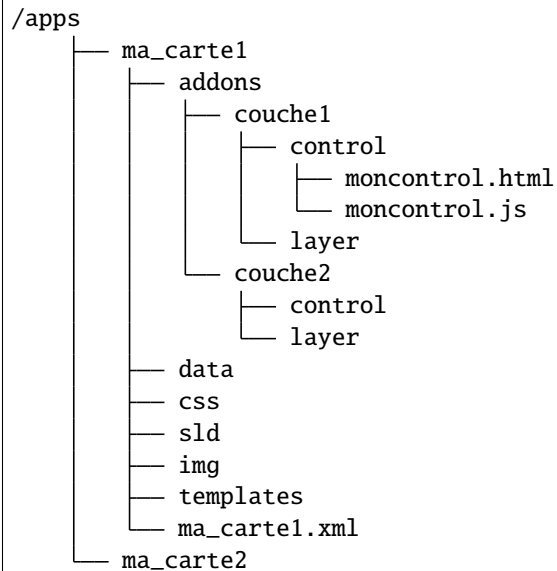 /apps
├── ma_carte1
│   ├── addons
│   │   ├── couche1
│   │   │   ├── control
│   │   │   │   ├── moncontrol.html
│   │   │   │   └── moncontrol.js
│   │   │   └── layer
│   │   └── couche2
│   │       ├── control
│   │       └── layer
│   ├── data
│   ├── css
│   ├── sld
│   ├── img
│   ├── templates
│   └── ma_carte1.xml
└── ma_carte2